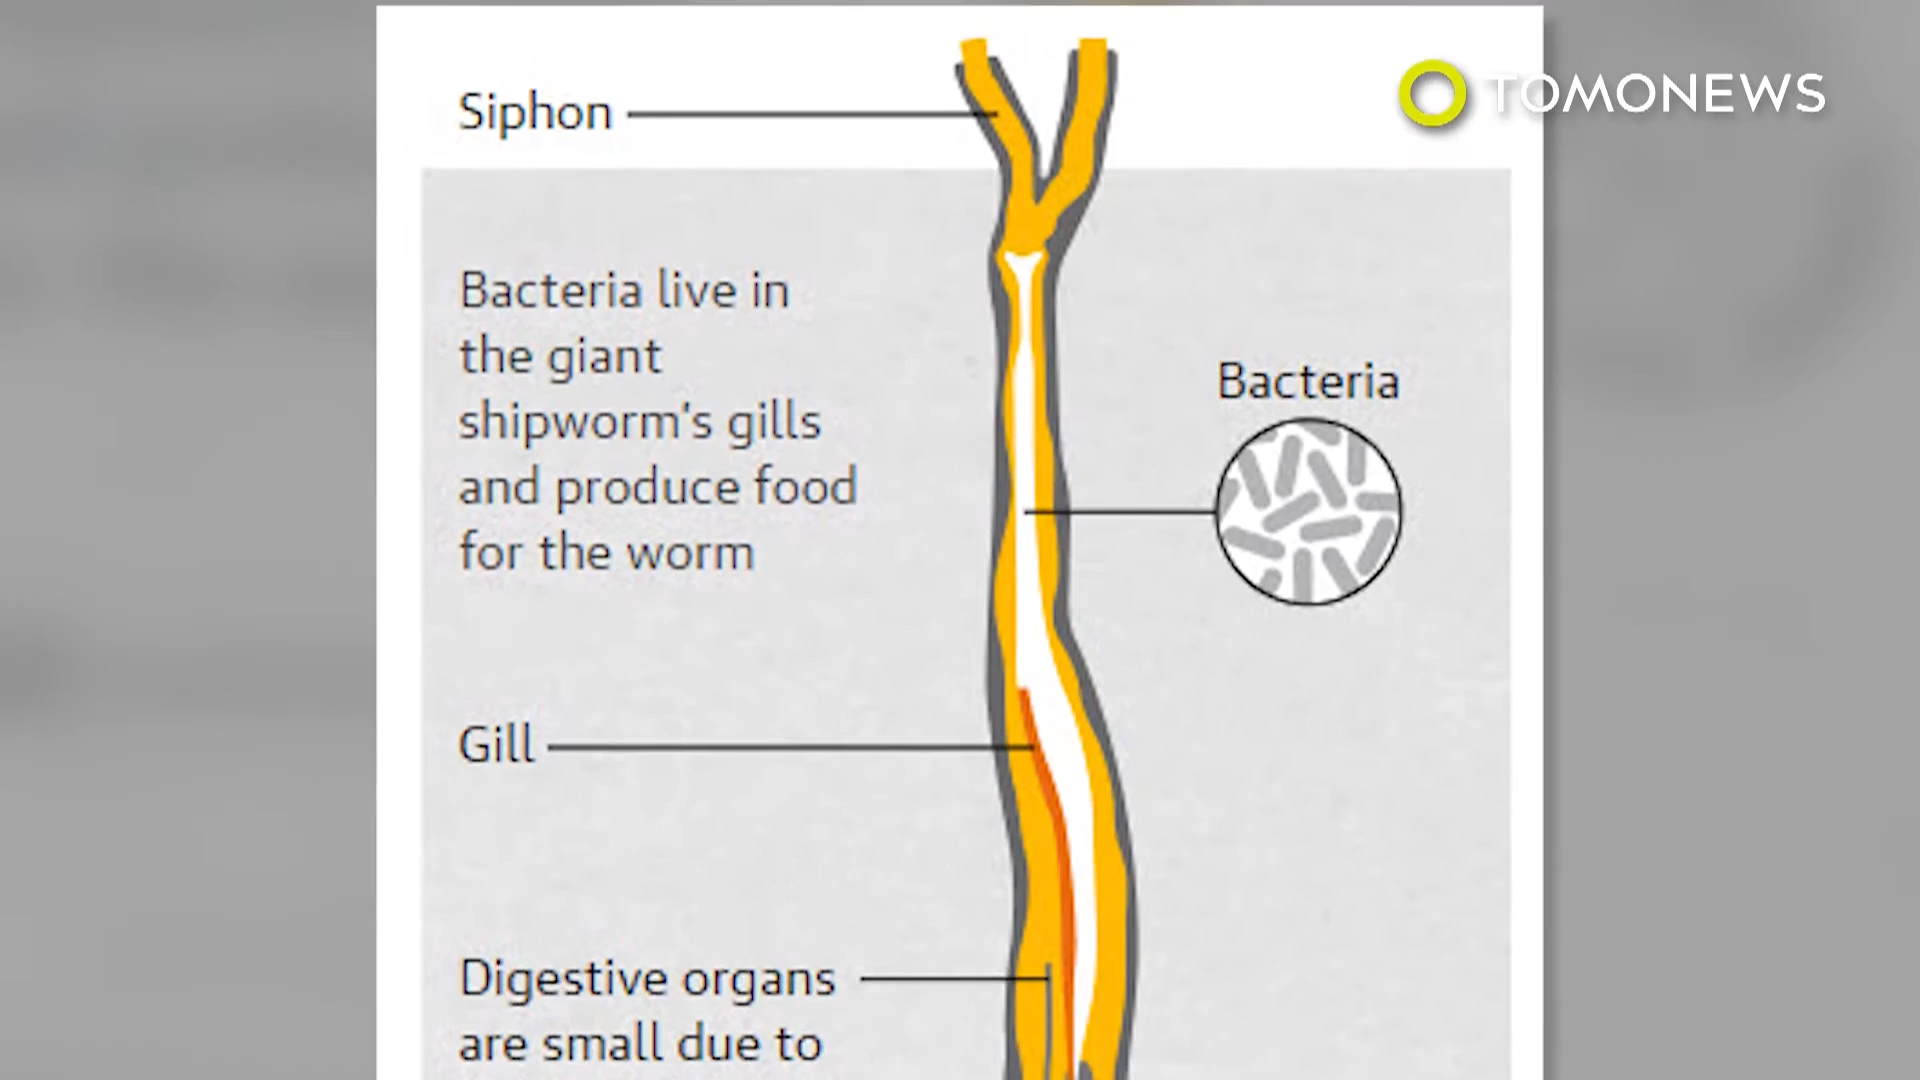 TOMONEWS
Siphon
Bacteria live in
the giant
shipworm's gills
and produce food
for the worm
Bacteria
Gill
Digestive organs
are small due to